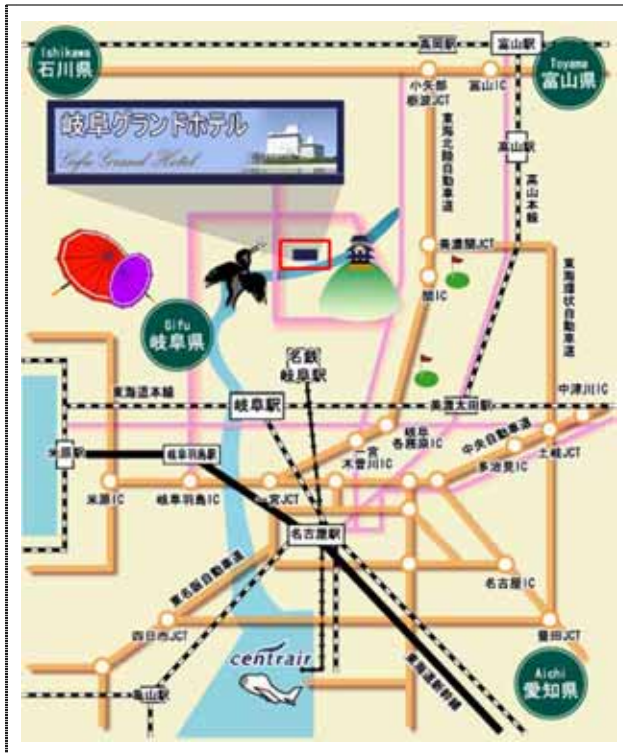 Ishikawa
石川県
高岡駅
富山駅
Toyama
富山県
小矢部
砺波JCT
富山IC
岐阜グランドホテル
Gifu Grand Hotel
東海北陸自動車道
高山駅
高山本線
美濃関JCT
関IC
東海環状自動車道
Gifu
岐阜県
名鉄
岐阜駅
東海道本線
岐阜駅
美濃太田駅
中津川IC
岐阜
各務原IC
一宮
木曽川IC
中央自動車道
土岐JCT
多治見IC
米原駅
岐阜羽島駅
米原IC
岐阜羽島IC
一宮JCT
名古屋駅
名古屋IC
東名阪自動車道
四日市JCT
豊田JCT
centrair
東海道新幹線
Aichi
愛知県
亀山駅